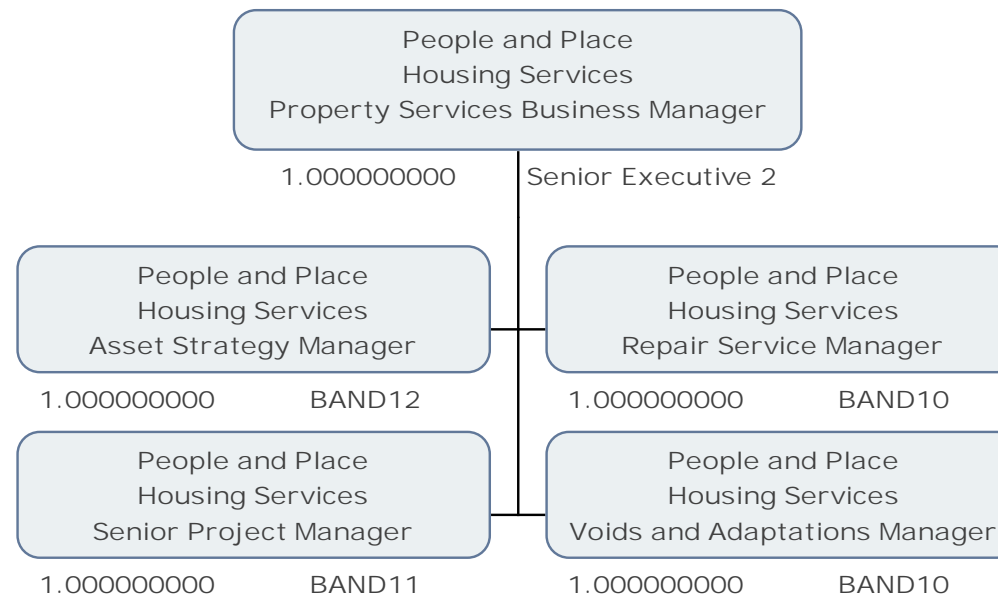 People and Place
Housing Services
Property Services Business Manager
1.000000000 Senior Executive 2
People and Place
Housing Services
Asset Strategy Manager
1.000000000 BAND12
People and Place
Housing Services
Repair Service Manager
1.000000000 BAND10
People and Place
Housing Services
Senior Project Manager
1.000000000 BAND11
People and Place
Housing Services
Voids and Adaptations Manager
1.000000000 BAND10